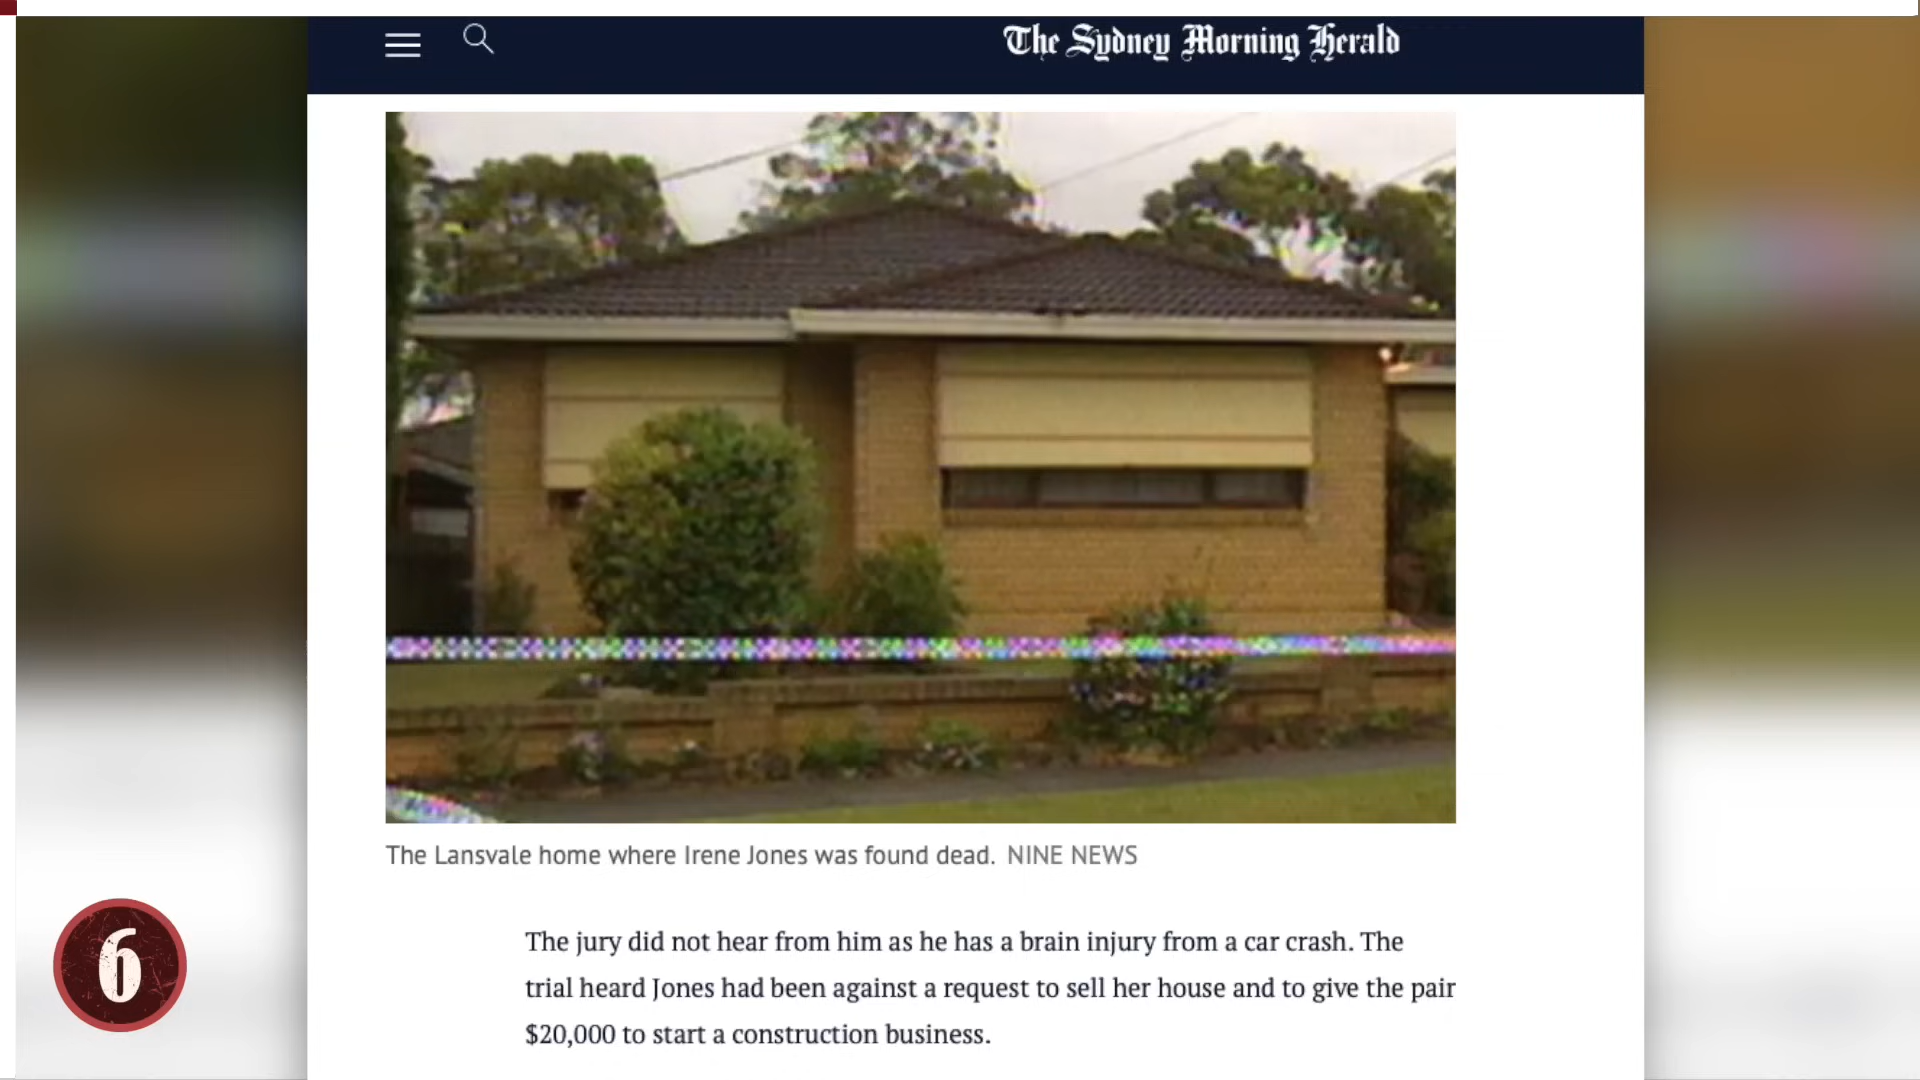 The Sydney Morning Herald
The Lansvale home where Irene Jones was found dead. NINE NEWS
The jury did not hear from him as he has a brain injury from a car crash. The
trial heard Jones had been against a request to sell her house and to give the pair
$20,000 to start a construction business.
6